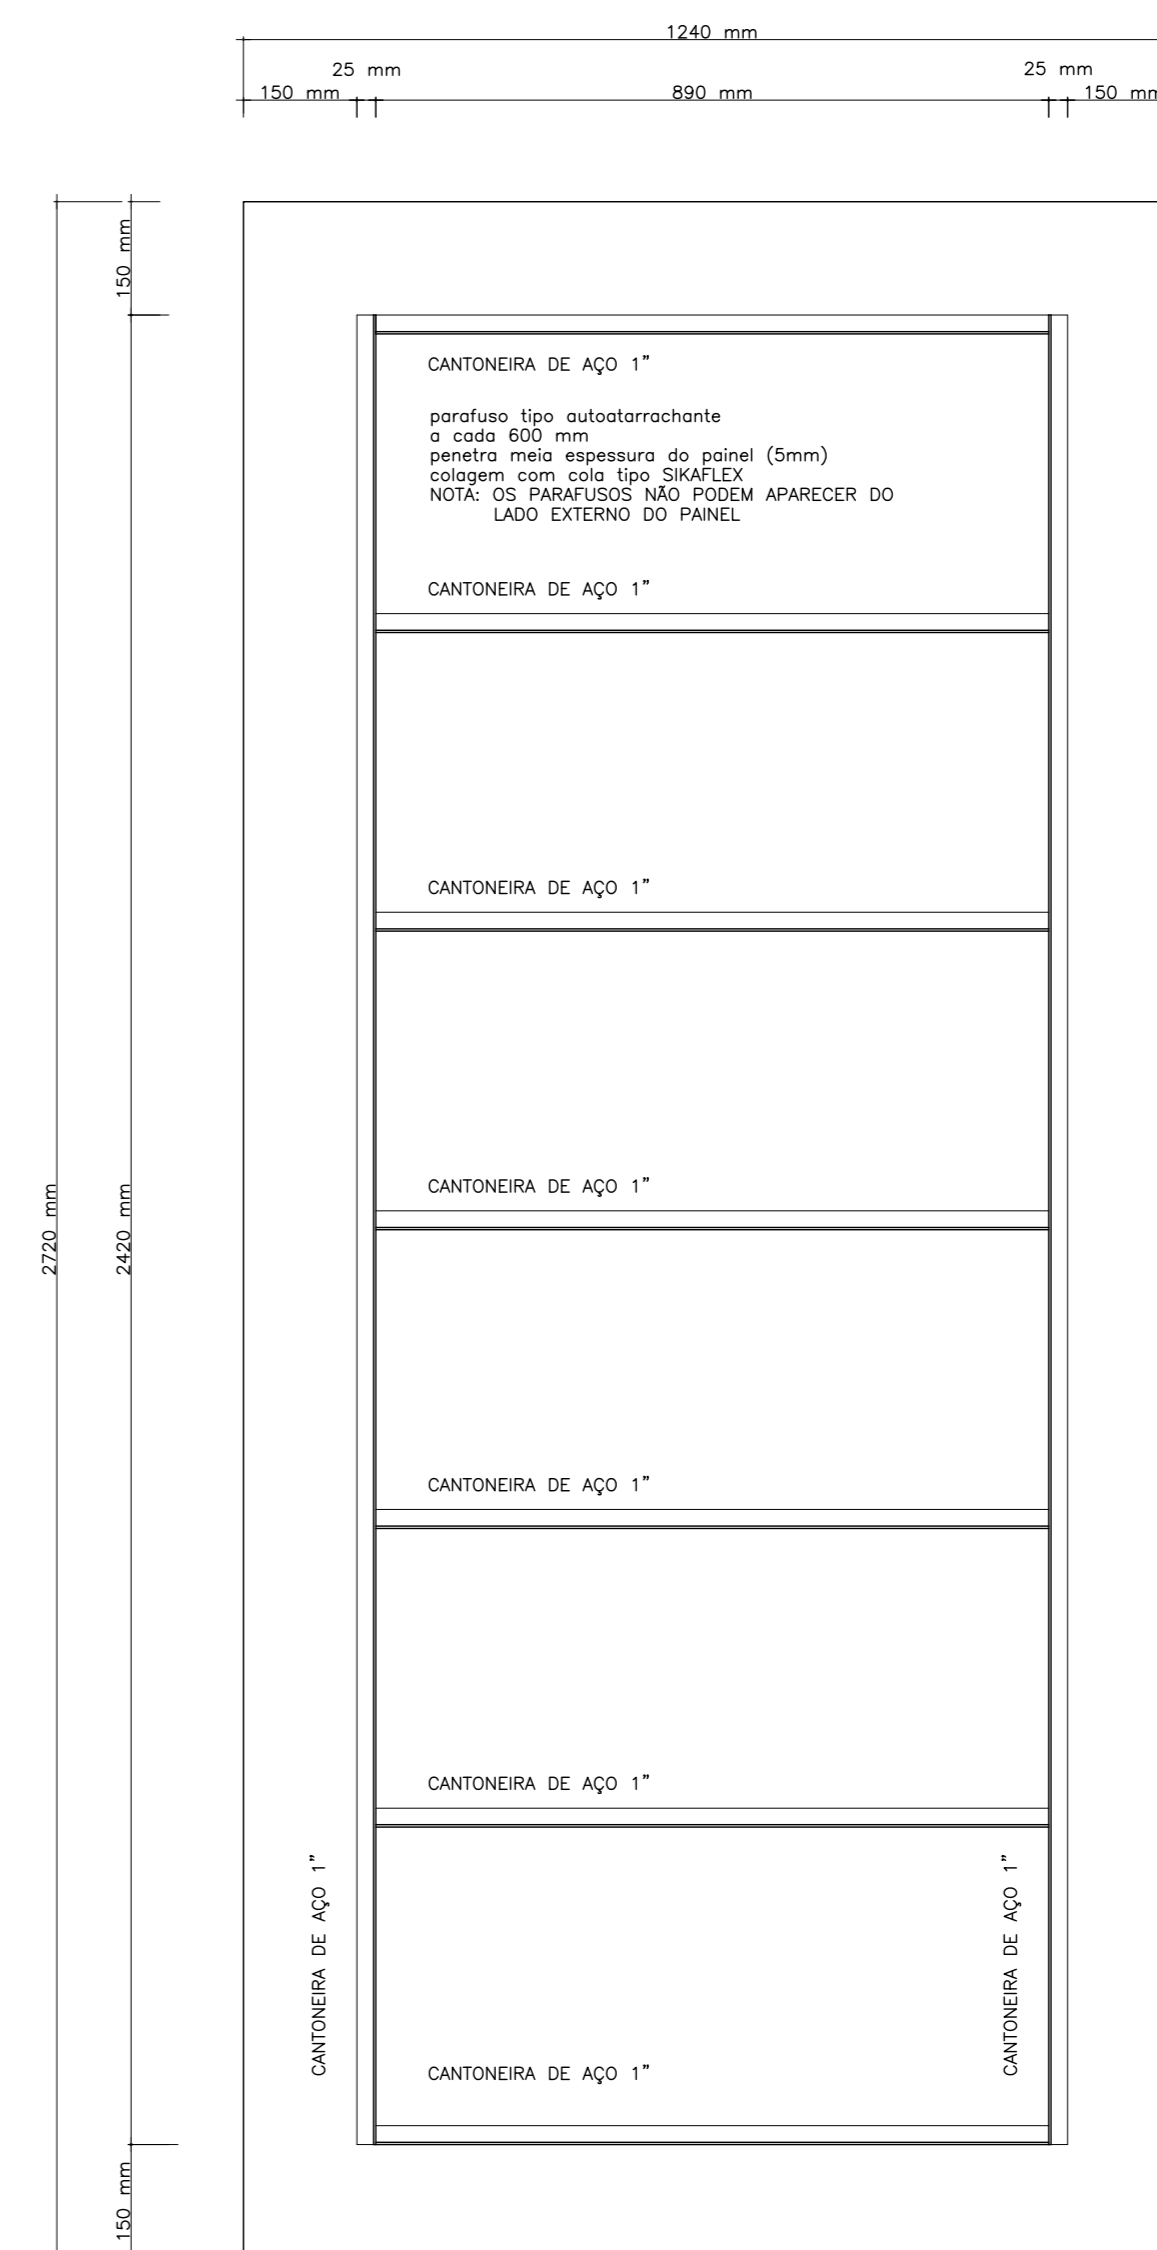 1240 mm
25 mm
25 mm
150 mm
890 mm
150 mm
150 mm
CANTONEIRA DE AÇO 1”
parafuso tipo autoatarrachante
a cada 600 mm
penetra meia espessura do painel (5mm)
colagem com cola tipo SIKAFLEX
NOTA: OS PARAFUSOS NÃO PODEM APARECER DO
LADO EXTERNO DO PAINEL
CANTONEIRA DE AÇO 1”
CANTONEIRA DE AÇO 1”
CANTONEIRA DE AÇO 1”
2720 mm
2420 mm
CANTONEIRA DE AÇO 1”
CANTONEIRA DE AÇO 1”
CANTONEIRA DE AÇO 1”
CANTONEIRA DE AÇO 1”
CANTONEIRA DE AÇO 1”
150 mm